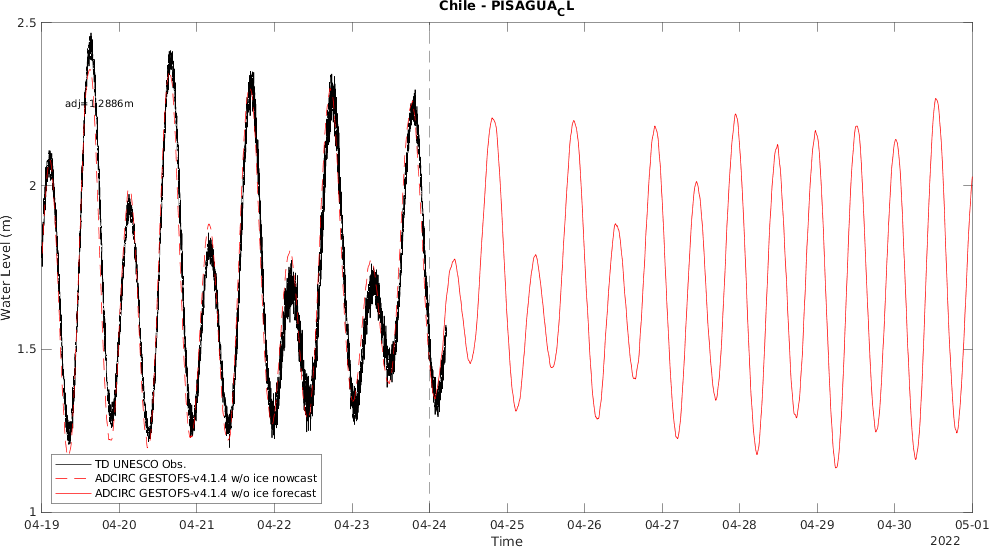 Chile - PISAGUA_CL
2.5
adj=1.2886m
2
Water Level (m)
1.5
TD UNESCO Obs.
ADCIRC GESTOFS-v4.1.4 w/o ice nowcast
ADCIRC GESTOFS-v4.1.4 w/o ice forecast
1
04-19 04-20 04-21 04-22 04-23 04-24 04-25 04-26 04-27 04-28 04-29 04-30 05-01
Time
2022